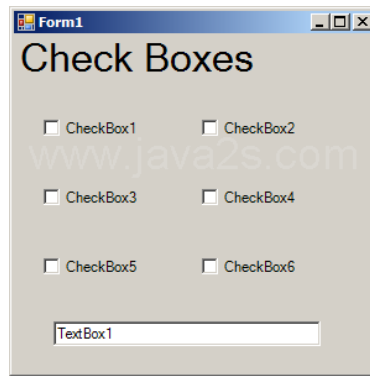 Form1
Check Boxes
CheckBox1 CheckBox2
www.java2s.com
CheckBox3 CheckBox4
CheckBox5 CheckBox6
TextBox1